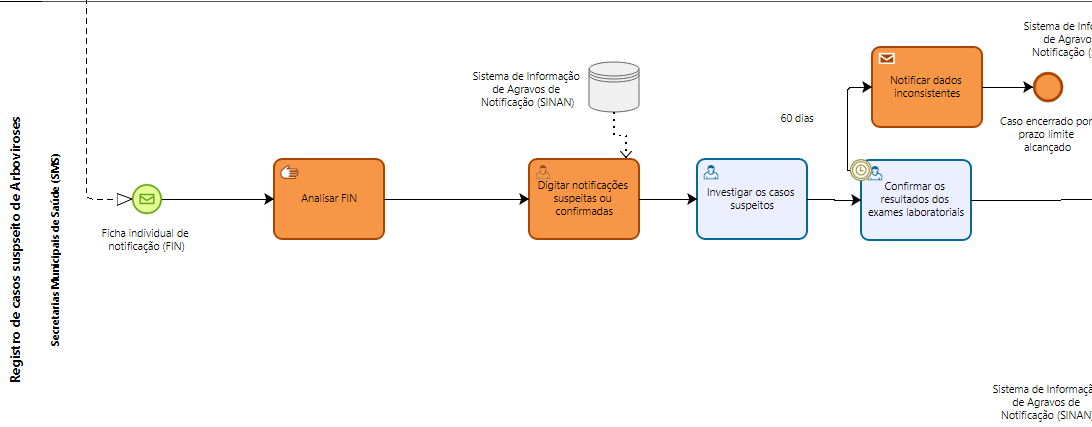 Registro de casos suspseito de Arboviroses
Secretarias Municipais de Saúde (SMS)
Ficha individual de
notificação (FIN)
Analisar FIN
Sistema de Informação
de Agravos de
Notificação (SINAN)
Digitar notificações
suspeitas ou
confirmadas
Investigar os casos
suspeitos
60 dias
Confirmar os
resultados dos
exames laboratoriais
Notificar dados
inconsistentes
Sistema de
de
Notificação (
Caso encerrado por
prazo limite
alcançado
Sistema de Informaçã
de Agravos de
Notificação (SINAN)